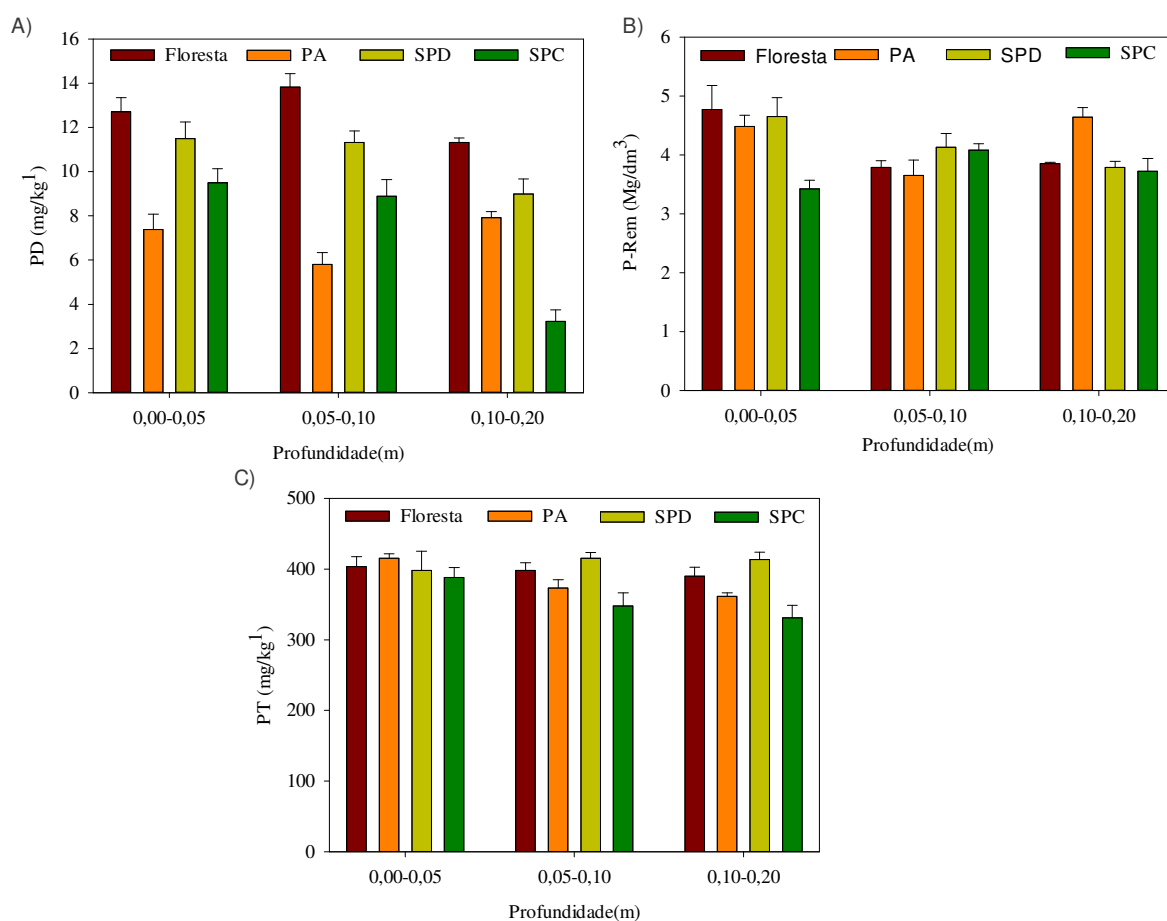 A)
16
14
12
10
8
6
4
2
0
PD (mg/kg¹)
Floresta PA SPD SPC
0,00-0,05 0,05-0,10 0,10-0,20
Profundidade(m)
B)
6
5
4
3
2
1
0
P-Rem (Mg/dm³)
Floresta PA SPD SPC
0,00-0,05 0,05-0,10 0,10-0,20
Profundidade(m)
C)
500
400
300
200
100
0
PT (mg/kg¹)
Floresta PA SPD SPC
0,00-0,05 0,05-0,10 0,10-0,20
Profundidade(m)